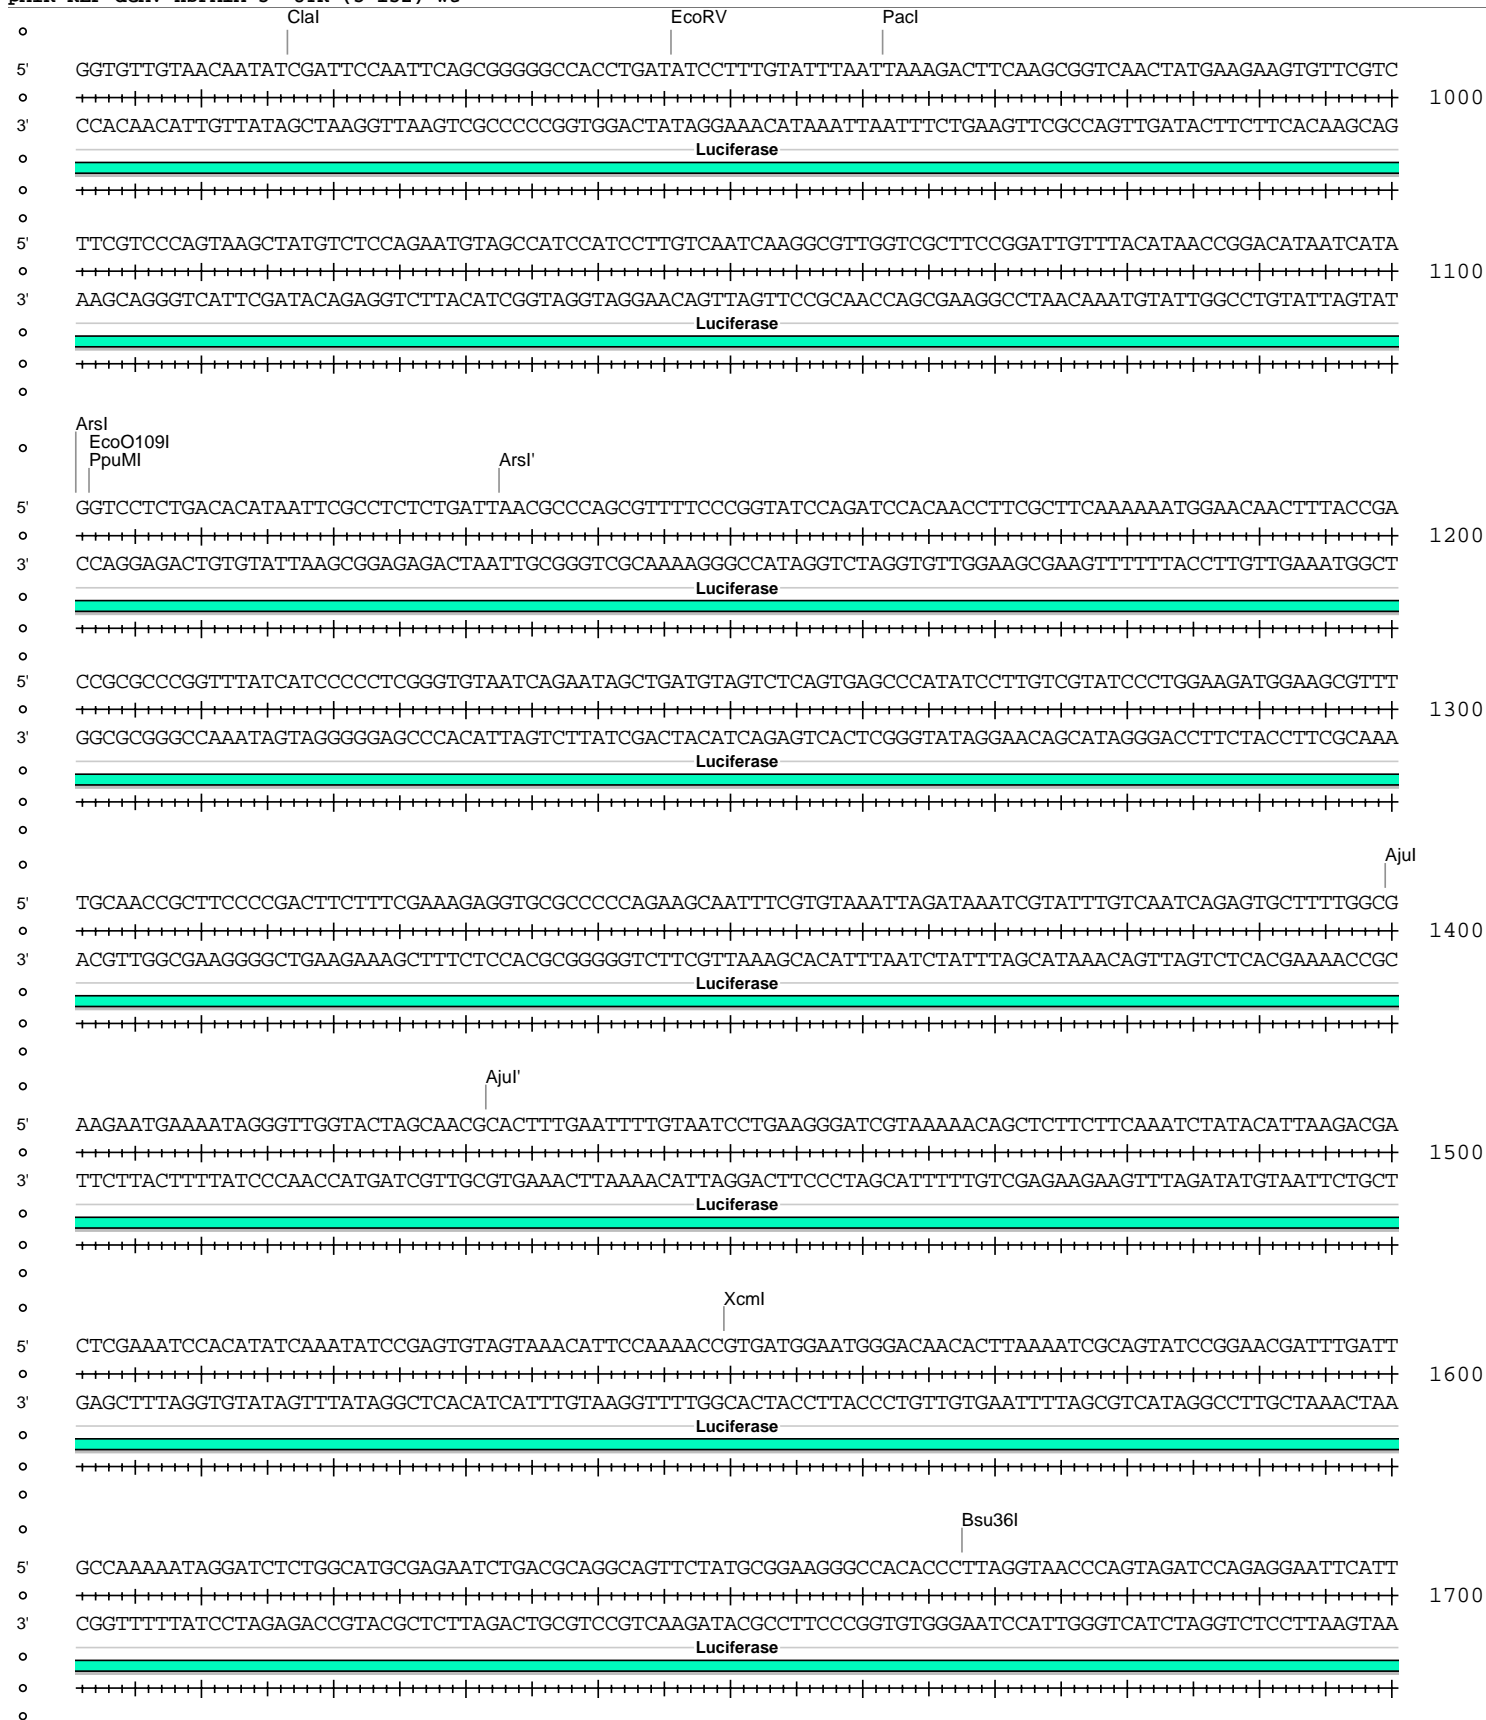 ClaI EcoRV PacI
5' GGTGTTGTAACAATATCGATTCCAATTCAGCGGGGGCCACCTGATATCCTTTGTATTTAATTAAAGACTTCAAGCGGTCAACTATGAAGAAGTGTTCGTC
1000
3' CCACAACATTGTTATAGCTAAGGTTAAGTCGCCCCCGGTGGACTATAGGAAACATAAATTAATTTCTGAAGTTCGCCAGTTGATACTTCTTCACAAGCAG
Luciferase
5' TTCGTCCCAGTAAGCTATGTCTCCAGAATGTAGCCATCCATCCTTGTCAATCAAGGCGTTGGTCGCTTCCGGATTGTTTACATAACCGGACATAATCATA
1100
3' AAGCAGGGTCATTCGATACAGAGGTCTTACATCGGTAGGTAGGAACAGTTAGTTCCGCAACCAGCGAAGGCCTAACAAATGTATTGGCCTGTATTAGTAT
Luciferase
ArsI
EcoO109I
PpuMI ArsI'
5' GGTCCTCTGACACATAATTCGCCTCTCTGATTAACGCCCAGCGTTTTCCCGGTATCCAGATCCACAACCTTCGCTTCAAAAAATGGAACAACTTTACCGA
1200
3' CCAGGAGACTGTGTATTAAGCGGAGAGACTAATTGCGGGTCGCAAAAGGGCCATAGGTCTAGGTGTTGGAAGCGAAGTTTTTTACCTTGTTGAAATGGCT
Luciferase
5' CCGCGCCCGGTTTATCATCCCCCTCGGGTGTAATCAGAATAGCTGATGTAGTCTCAGTGAGCCCATATCCTTGTCGTATCCCTGGAAGATGGAAGCGTTT
1300
3' GGCGCGGGCCAAATAGTAGGGGGAGCCCACATTAGTCTTATCGACTACATCAGAGTCACTCGGGTATAGGAACAGCATAGGGACCTTCTACCTTCGCAAA
Luciferase
AjuI
5' TGCAACCGCTTCCCCGACTTCTTTCGAAAGAGGTGCGCCCCCAGAAGCAATTTCGTGTAAATTAGATAAATCGTATTTGTCAATCAGAGTGCTTTTGGCG
1400
3' ACGTTGGCGAAGGGGCTGAAGAAAGCTTTCTCCACGCGGGGGTCTTCGTTAAAGCACATTTAATCTATTTAGCATAAACAGTTAGTCTCACGAAAACCGC
Luciferase
AjuI'
5' AAGAATGAAAATAGGGTTGGTACTAGCAACGCACTTTGAATTTTGTAATCCTGAAGGGATCGTAAAAACAGCTCTTCTTCAAATCTATACATTAAGACGA
1500
3' TTCTTACTTTTATCCCAACCATGATCGTTGCGTGAAACTTAAAACATTAGGACTTCCCTAGCATTTTTGTCGAGAAGAAGTTTAGATATGTAATTCTGCT
Luciferase
XcmI
5' CTCGAAATCCACATATCAAATATCCGAGTGTAGTAAACATTCCAAAACCGTGATGGAATGGGACAACACTTAAAATCGCAGTATCCGGAACGATTTGATT
1600
3' GAGCTTTAGGTGTATAGTTTATAGGCTCACATCATTTGTAAGGTTTTGGCACTACCTTACCCTGTTGTGAATTTTAGCGTCATAGGCCTTGCTAAACTAA
Luciferase
Bsu36I
5' GCCAAAAATAGGATCTCTGGCATGCGAGAATCTGACGCAGGCAGTTCTATGCGGAAGGGCCACACCCTTAGGTAACCCAGTAGATCCAGAGGAATTCATT
1700
3' CGGTTTTTATCCTAGAGACCGTACGCTCTTAGACTGCGTCCGTCAAGATACGCCTTCCCGGTGTGGGAATCCATTGGGTCATCTAGGTCTCCTTAAGTAA
Luciferase